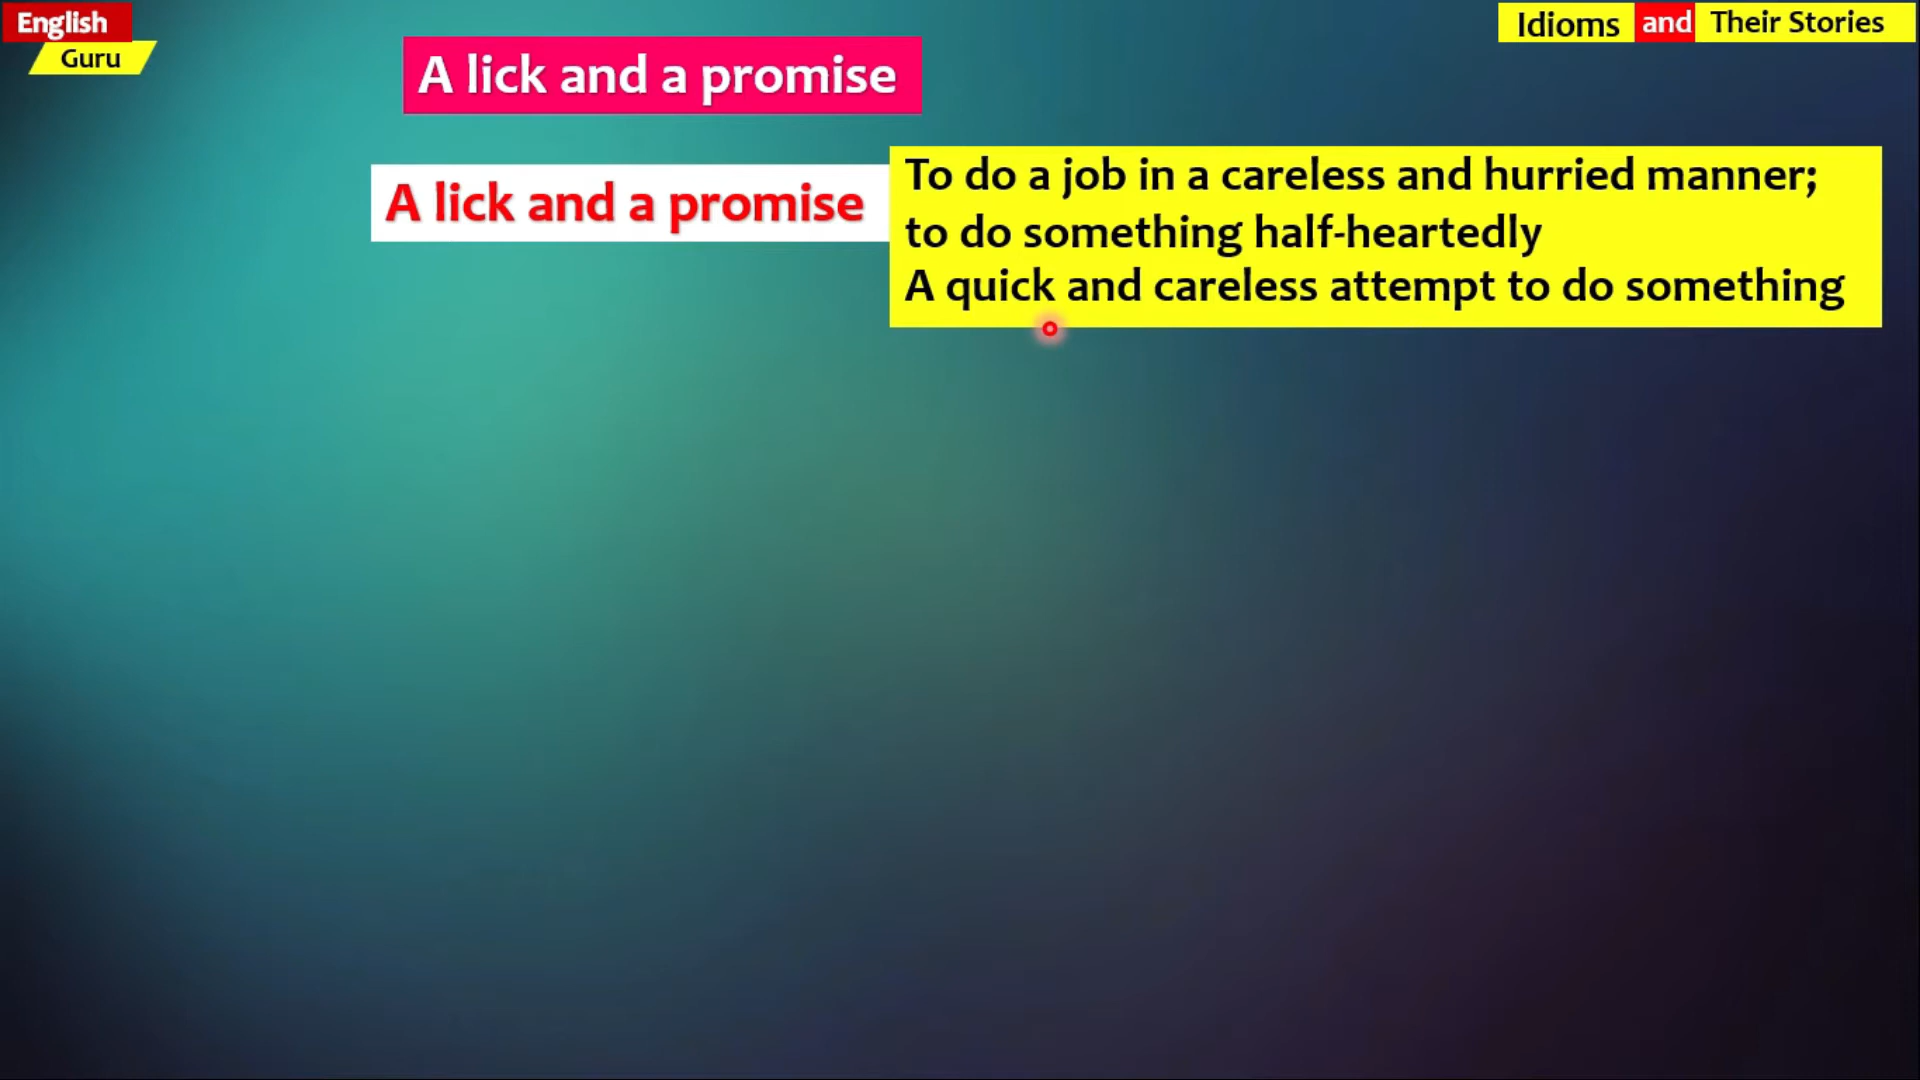 English
Guru
Idioms and Their Stories
A lick and a promise
A lick and a promise
To do a job in a careless and hurried manner;
to do something half-heartedly
A quick and careless attempt to do something